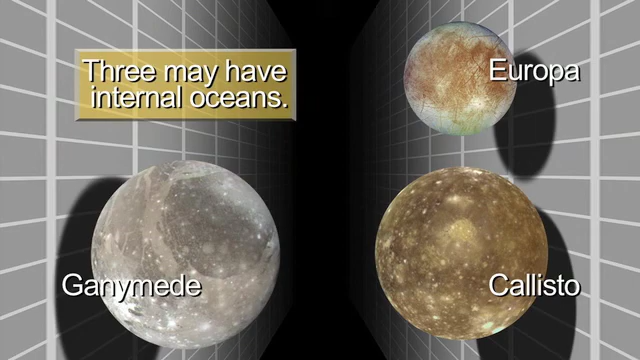 Three may have
internal oceans.
Europa
Ganymede
Callisto